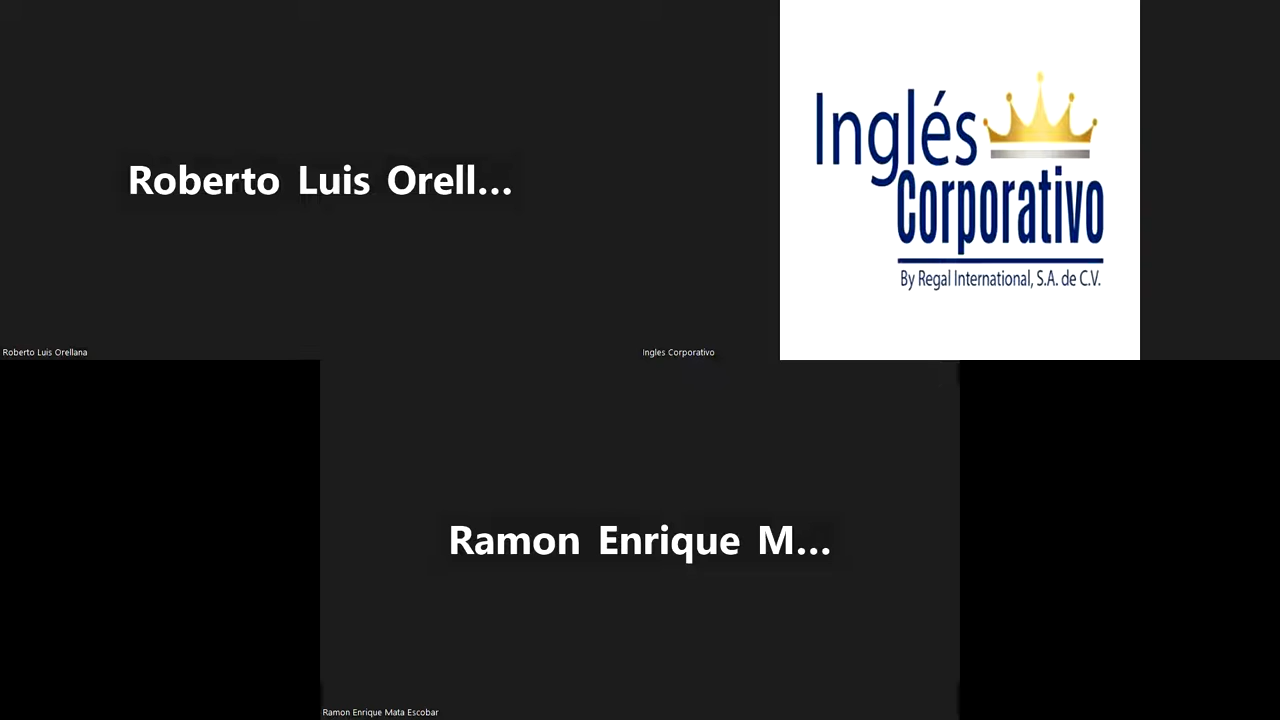 Roberto Luis Orell...
Inglés
Corporativo
By Regal International, S.A. de C.V.
Roberto Luis Orellana
Ingles Corporativo
Ramon Enrique M...
Ramon Enrique Mata Escobar